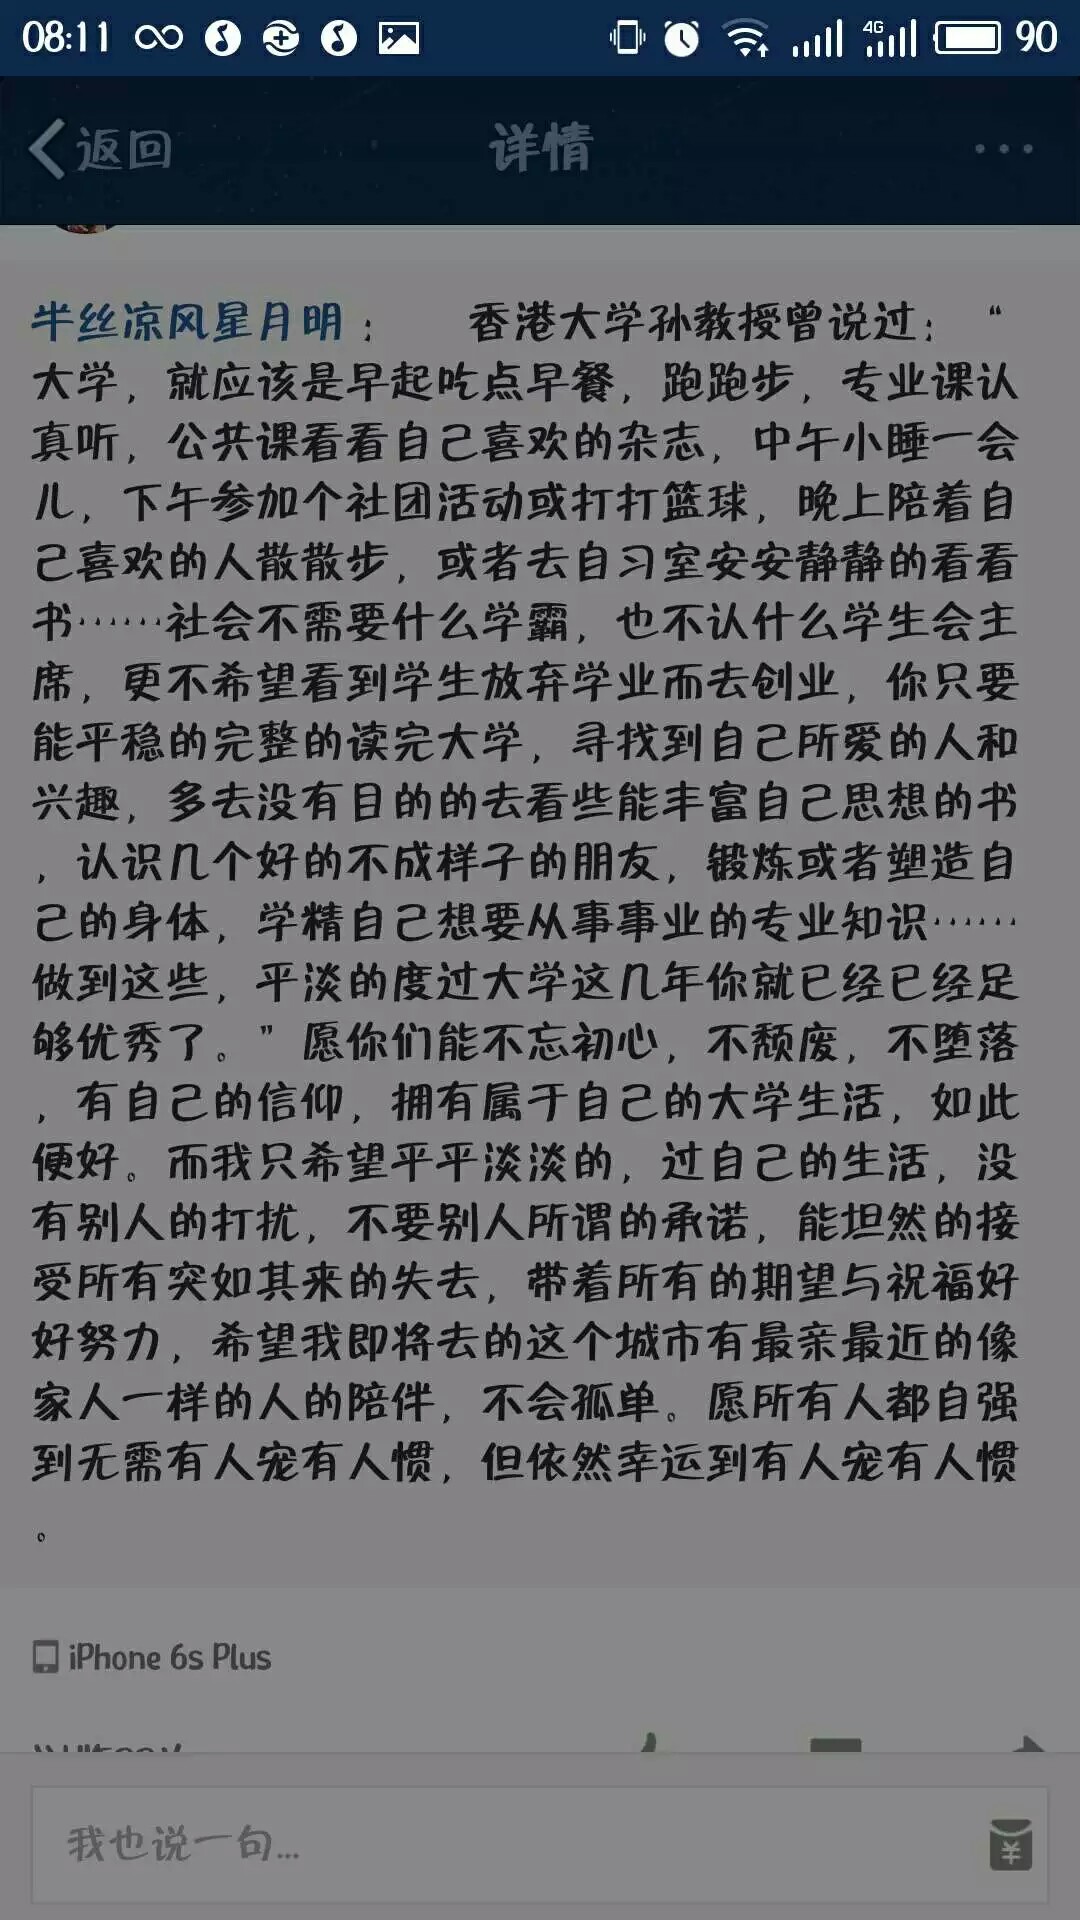 08:11 4G 90
返回 详情
半丝凉风星月明： 香港大学孙教授曾说过：“
大学，就应该是早起吃点早餐，跑跑步，专业课认
真听，公共课看看自己喜欢的杂志，中午小睡一会
儿，下午参加个社团活动或打打篮球，晚上陪着自
己喜欢的人散散步，或者去自习室安安静静的看看
书……社会不需要什么学霸，也不认什么学生会主
席，更不希望看到学生放弃学业而去创业，你只要
能平稳的完整的读完大学，寻找到自己所爱的人和
兴趣，多去没有目的的去看些能丰富自己思想的书
，认识几个好的不成样子的朋友，锻炼或者塑造自
己的身体，学精自己想要从事事业的专业知识……
做到这些，平淡的度过大学这几年你就已经已经足
够优秀了。”愿你们能不忘初心，不颓废，不堕落
，有自己的信仰，拥有属于自己的大学生活，如此
便好。而我只希望平平淡淡的，过自己的生活，没
有别人的打扰，不要别人所谓的承诺，能坦然的接
受所有突如其来的失去，带着所有的期望与祝福好
好努力，希望我即将去的这个城市有最亲最近的像
家人一样的人的陪伴，不会孤单。愿所有人都自强
到无需有人宠有人惯，但依然幸运到有人宠有人惯
。
iPhone 6s Plus
我也说一句...